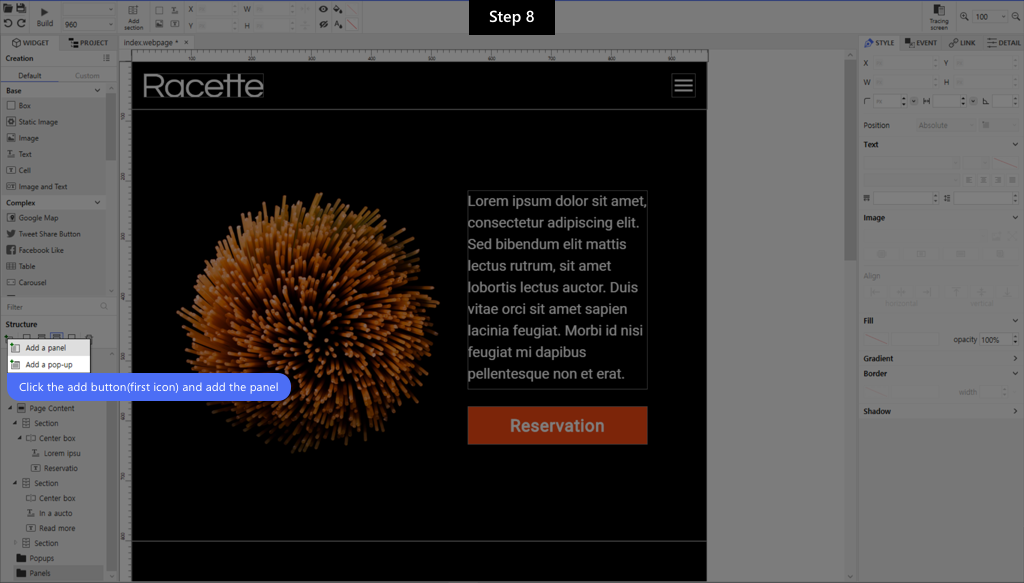 Step 8
Build
960
Add section
X
Y
W
H
Tracing screen
100
WIDGET
PROJECT
index.webpage *
STYLE
EVENT
LINK
DETAIL
Creation
Default
Custom
Base
Box
Static Image
Image
Text
Cell
Image and Text
Complex
Google Map
Tweet Share Button
Facebook Like
Table
Carousel
Filter
Structure
Add a panel
Add a pop-up
Click the add button(first icon) and add the panel
Page Content
Section
Center box
Lorem ipsu
Reservatio
Section
Center box
In a aucto
Read more
Section
Popups
Panels
Racette
Lorem ipsum dolor sit amet,
consectetur adipiscing elit.
Sed bibendum elit mattis
lectus rutrum, sit amet
lobortis lectus auctor. Duis
vitae orci sit amet sapien
lacinia feugiat. Morbi id nisi
feugiat mi dapibus
pellentesque non et erat.
Reservation
X
Y
W
H
Position
Absolute
Text
Image
Align
horizontal
vertical
Fill
opacity 100%
Gradient
Border
width
Shadow